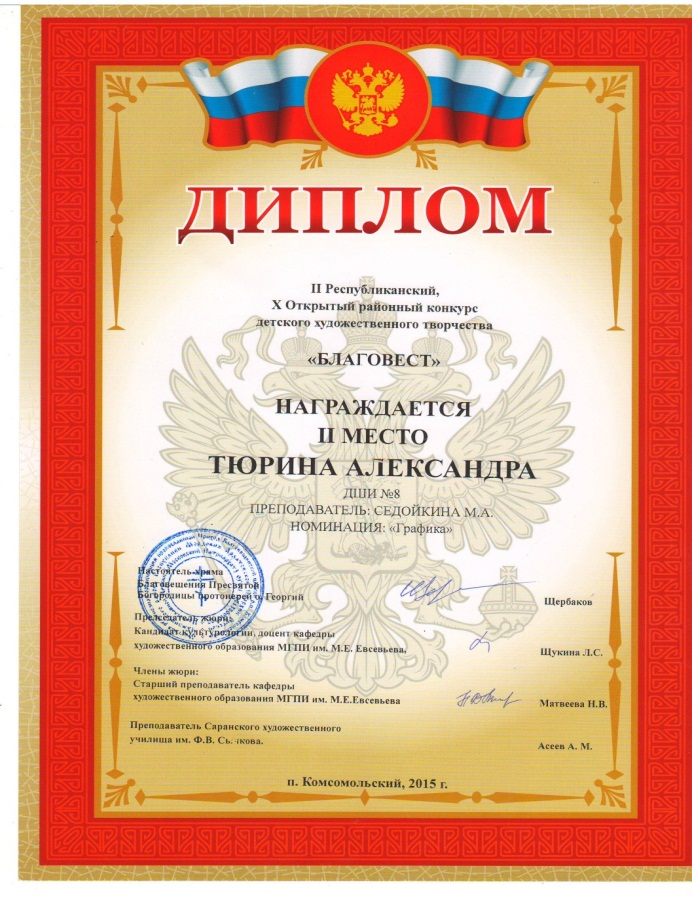 ДИПЛОМ
II Республиканский,
X Открытый районный конкурс
детского художественного творчества
«БЛАГОВЕСТ»
НАГРАЖДАЕТСЯ
II МЕСТО
ТЮРИНА АЛЕКСАНДРА
ДШИ №8
ПРЕПОДАВАТЕЛЬ: СЕДОЙКИНА М.А.
НОМИНАЦИЯ: «Графика»
Настоятель храма
Благовещения Пресвятой
Богородицы протоиерей о. Георгий Щербаков
Председатель жюри:
Кандидат культурологии, доцент кафедры
художественного образования МГПИ им. М.Е. Евсевьева, Щукина Л.С.
Члены жюри:
Старший преподаватель кафедры
художественного образования МГПИ им. М.Е.Евсевьева Матвеева Н.В.
Преподаватель Саранского художественного
училища им. Ф.В. Асеев А. М.
п. Комсомольский, 2015 г.